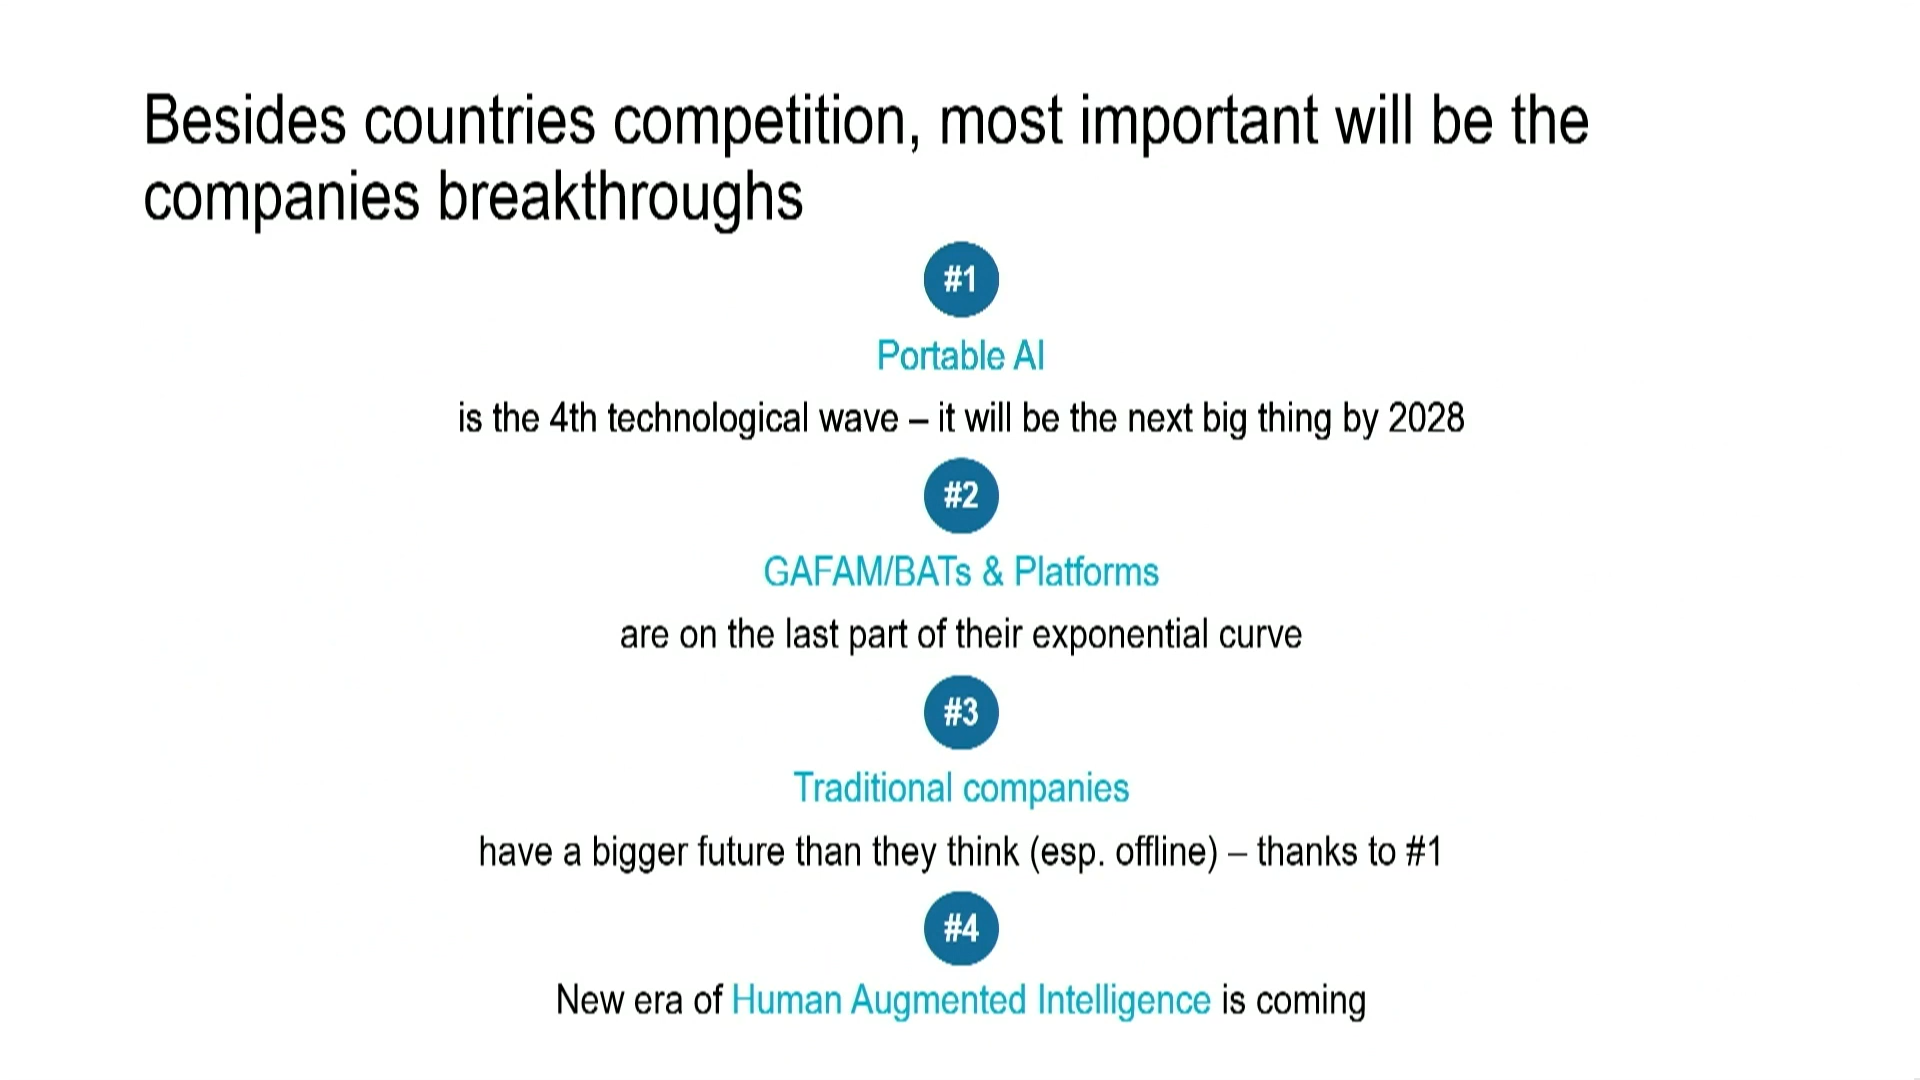 Besides countries competition, most important will be the
companies breakthroughs
#1
Portable AI
is the 4th technological wave – it will be the next big thing by 2028
#2
GAFAM/BATs & Platforms
are on the last part of their exponential curve
#3
Traditional companies
have a bigger future than they think (esp. offline) – thanks to #1
#4
New era of Human Augmented Intelligence is coming